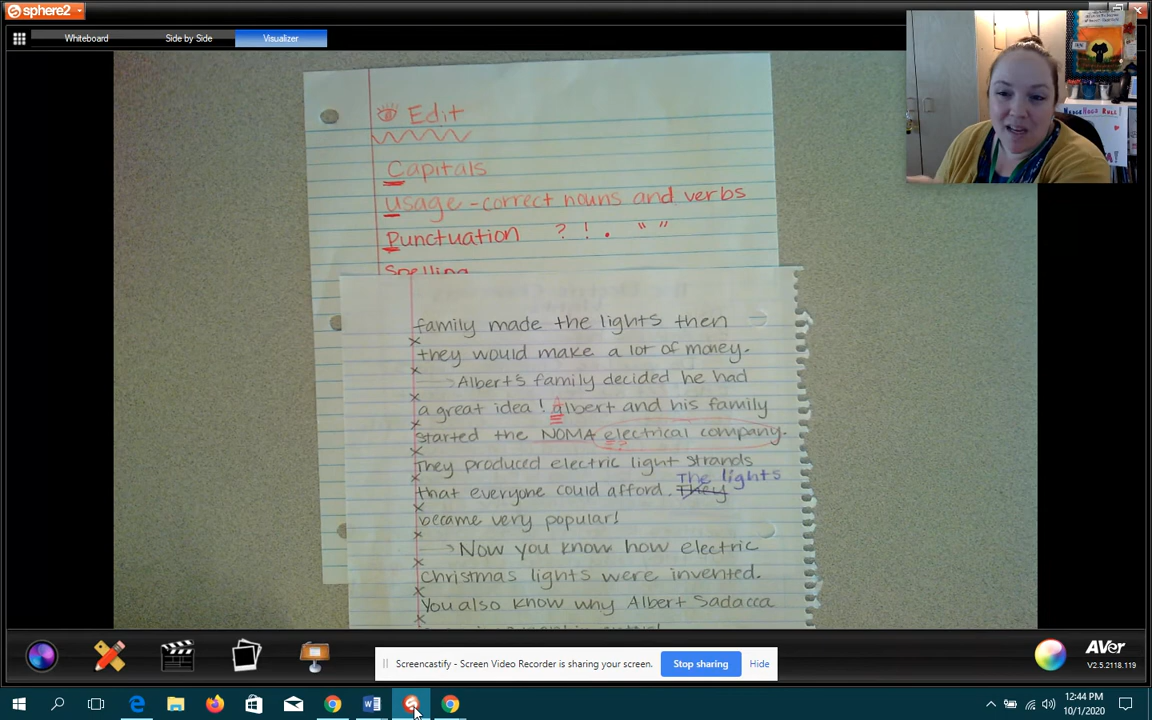 sphere2
Whiteboard
Side by Side
Visualizer
Edit
Capitals
Usage - correct nouns and verbs
Punctuation ? ! . " "
Spelling
family made the lights then
they would make a lot of money.
Albert's family decided he had
a great idea! albert and his family
started the NOMA electrical company.
They produced electric light strands
The lights
that everyone could afford. They
became very popular!
Now you know how electric
Christmas lights were invented.
You also know why Albert Sadacca
Screencastify - Screen Video Recorder is sharing your screen.
Stop sharing
Hide
AVer
V2.5.2118.119
12:44 PM
10/1/2020